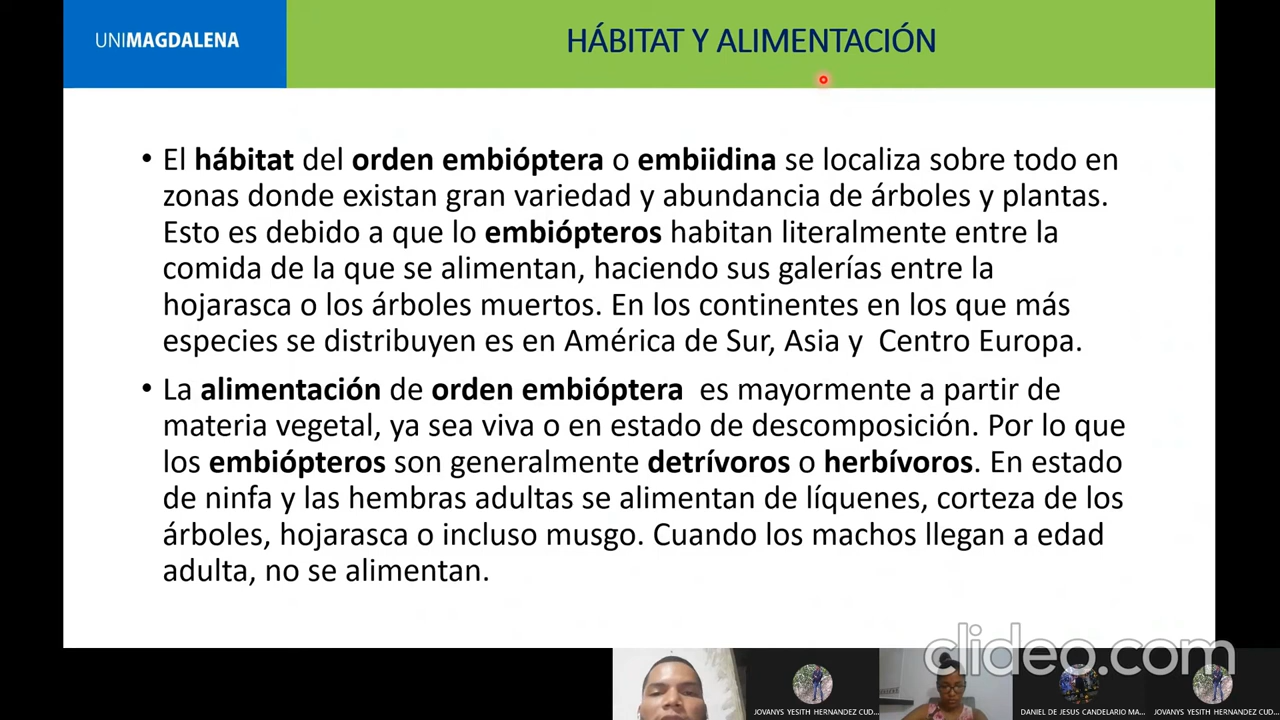 UNIMAGDALENA
HÁBITAT Y ALIMENTACIÓN
• El hábitat del orden embióptera o embiidina se localiza sobre todo en
zonas donde existan gran variedad y abundancia de árboles y plantas.
Esto es debido a que lo embiópteros habitan literalmente entre la
comida de la que se alimentan, haciendo sus galerías entre la
hojarasca o los árboles muertos. En los continentes en los que más
especies se distribuyen es en América de Sur, Asia y Centro Europa.
• La alimentación de orden embióptera es mayormente a partir de
materia vegetal, ya sea viva o en estado de descomposición. Por lo que
los embiópteros son generalmente detrívoros o herbívoros. En estado
de ninfa y las hembras adultas se alimentan de líquenes, corteza de los
árboles, hojarasca o incluso musgo. Cuando los machos llegan a edad
adulta, no se alimentan.
clideo.com
JOVANYS YESITH HERNANDEZ CUD...
DANIEL DE JESUS CANDELARIO MA...
JOVANYS YESITH HERNANDEZ CUD...